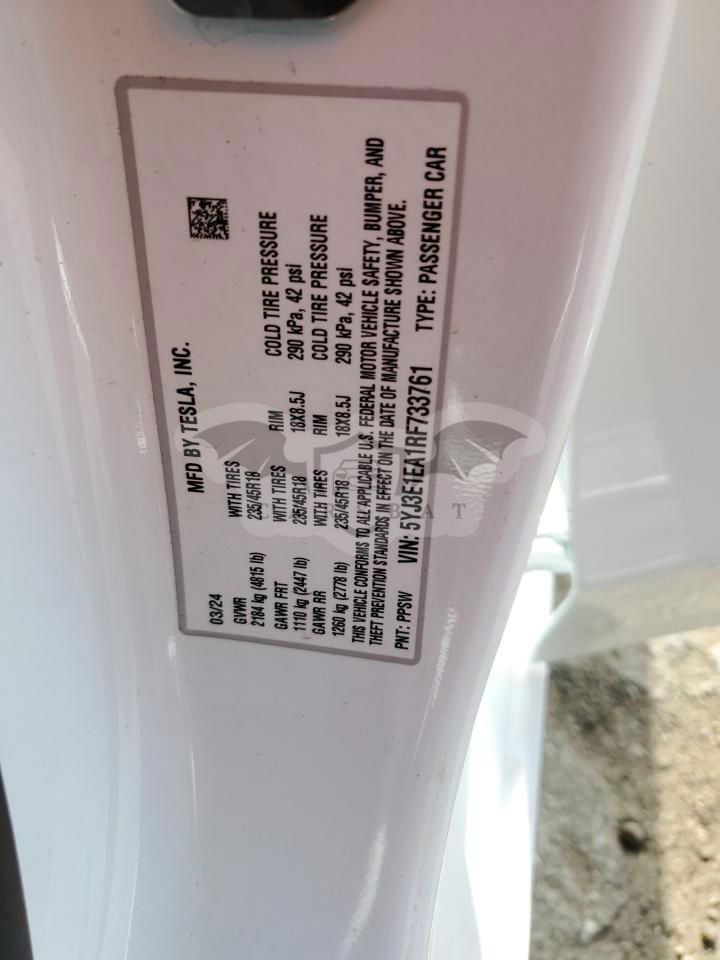 MFD BY TESLA, INC.
03/24
GVWR WITH TIRES RIM COLD TIRE PRESSURE
2184 kg (4815 lb) 235/45R18 18X8.5J 290 kPa, 42 psi
GAWR FRT WITH TIRES RIM COLD TIRE PRESSURE
1110 kg (2447 lb) 235/45R18 18X8.5J 290 kPa, 42 psi
GAWR RR
1260 kg (2778 lb)
THIS VEHICLE CONFORMS TO ALL APPLICABLE U.S. FEDERAL MOTOR VEHICLE SAFETY, BUMPER, AND
THEFT PREVENTION STANDARDS IN EFFECT ON THE DATE OF MANUFACTURE SHOWN ABOVE.
PNT: PPSW VIN: 5YJ3E1EA1RF733761 TYPE: PASSENGER CAR